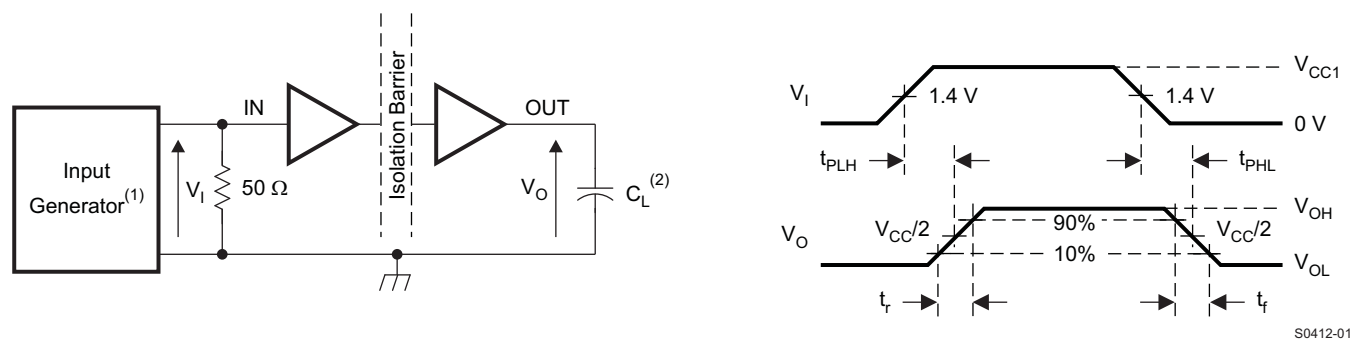 Input
Generator(1)
VI
50 Ω
IN
Isolation Barrier
OUT
VO
CL(2)
VI
1.4 V
1.4 V
VCC1
0 V
tPLH
tPHL
VO
VCC/2
90%
10%
VCC/2
VOH
VOL
tr
tf
S0412-01